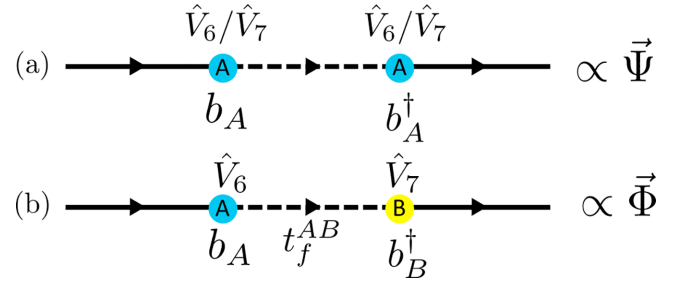 V̂₆/V̂₇ V̂₆/V̂₇
(a) A A ∝ Ψ⃗
b_A b_A^†
V̂₆ V̂₇
(b) A B ∝ Φ⃗
b_A t_f^{AB} b_B^†